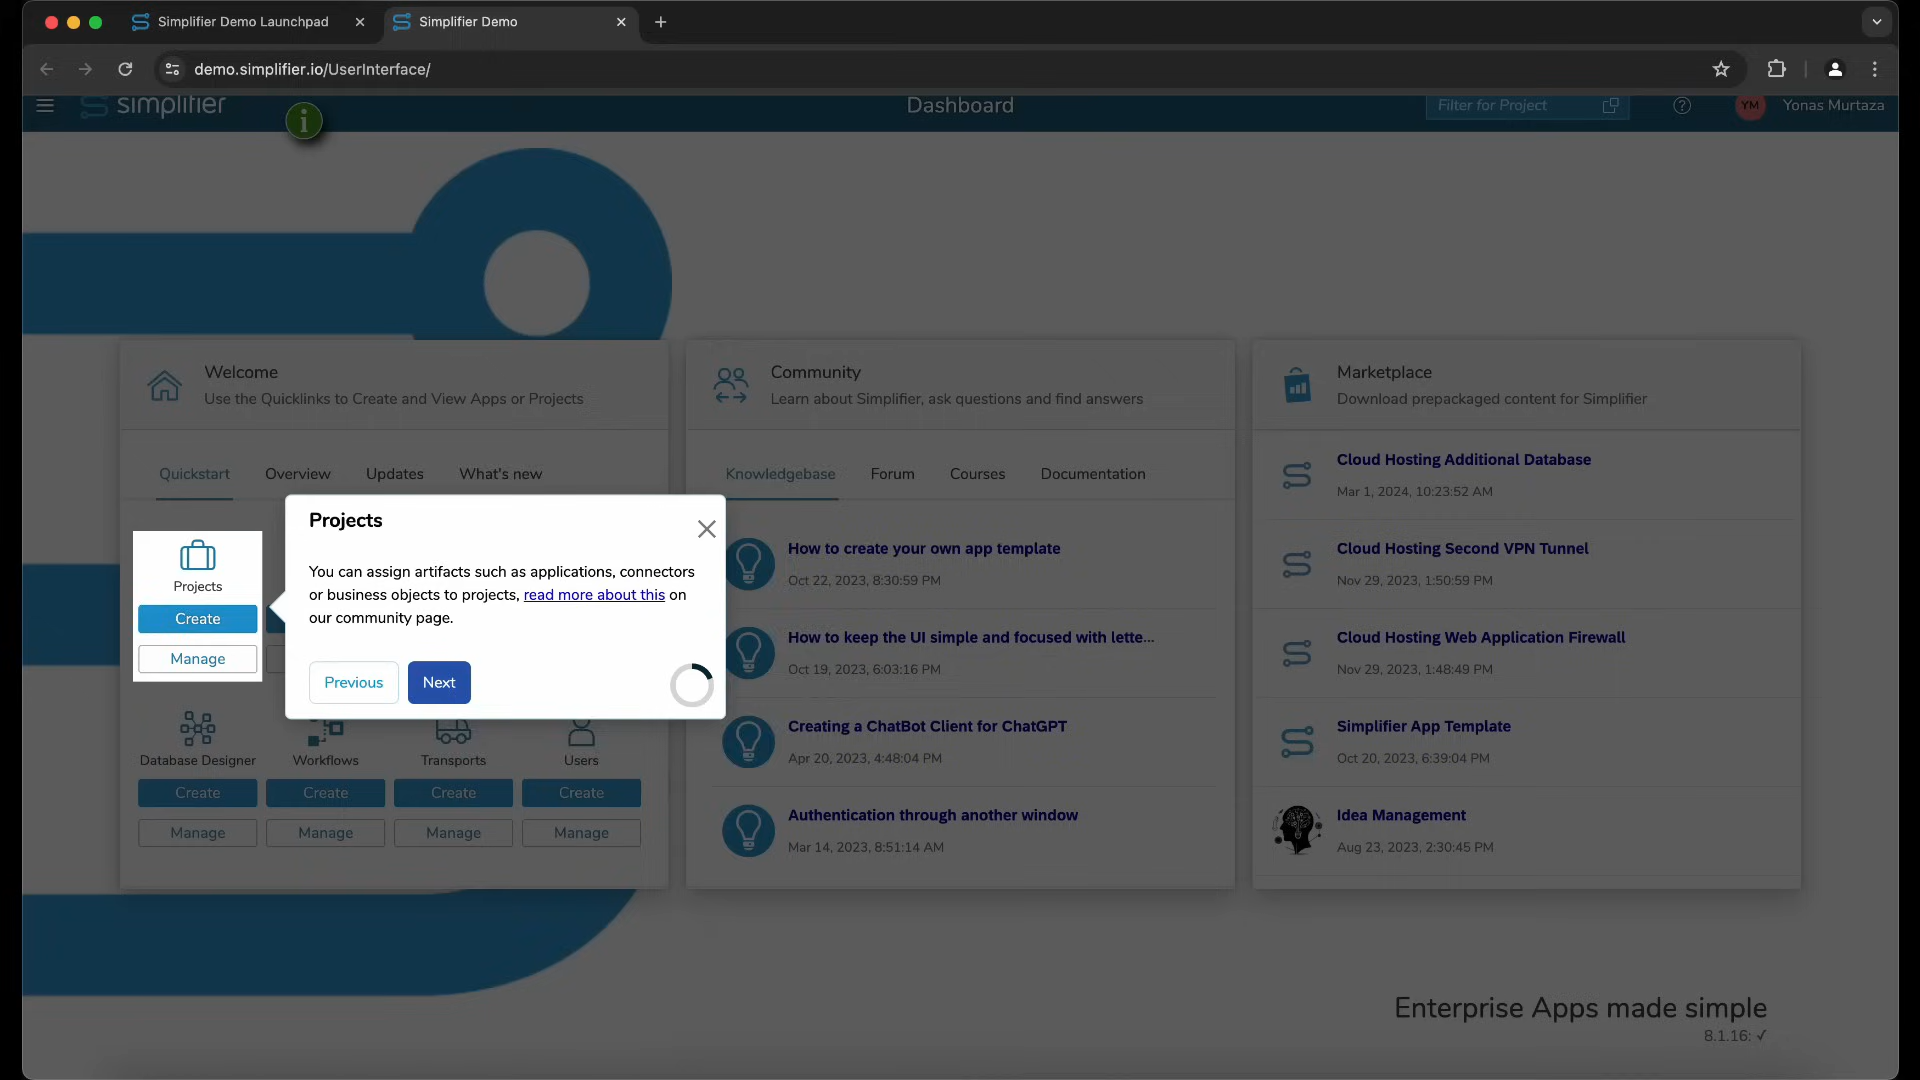 Simplifier Demo Launchpad
Simplifier Demo
demo.simplifier.io/UserInterface/
simplifier
i
Dashboard
Filter for Project
YM
Yonas Murtaza
Welcome
Use the Quicklinks to Create and View Apps or Projects
Quickstart
Overview
Updates
What's new
Projects
Create
Manage
Projects
You can assign artifacts such as applications, connectors
or business objects to projects, read more about this on
our community page.
Previous
Next
Database Designer
Workflows
Transports
Users
Create
Create
Create
Create
Manage
Manage
Manage
Manage
Community
Learn about Simplifier, ask questions and find answers
Knowledgebase
Forum
Courses
Documentation
How to create your own app template
Oct 22, 2023, 8:30:59 PM
How to keep the UI simple and focused with lette...
Oct 19, 2023, 6:03:16 PM
Creating a ChatBot Client for ChatGPT
Apr 20, 2023, 4:48:04 PM
Authentication through another window
Mar 14, 2023, 8:51:14 AM
Marketplace
Download prepackaged content for Simplifier
Cloud Hosting Additional Database
Mar 1, 2024, 10:23:52 AM
Cloud Hosting Second VPN Tunnel
Nov 29, 2023, 1:50:59 PM
Cloud Hosting Web Application Firewall
Nov 29, 2023, 1:48:49 PM
Simplifier App Template
Oct 20, 2023, 6:39:04 PM
Idea Management
Aug 23, 2023, 2:30:45 PM
Enterprise Apps made simple
8.1.16: ✓